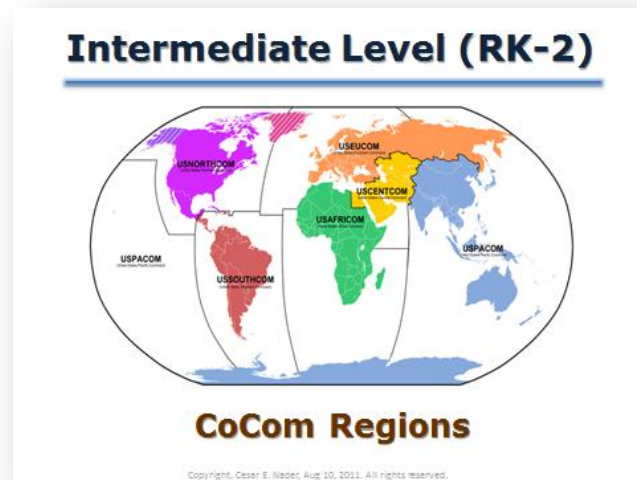 Intermediate Level (RK-2)
USNORTHCOM
USEUCOM
USCENTCOM
USAFRICOM
USPACOM
USSOUTHCOM
USPACOM
CoCom Regions
Copyright, Cesar E. Nader, Aug 10, 2011. All rights reserved.